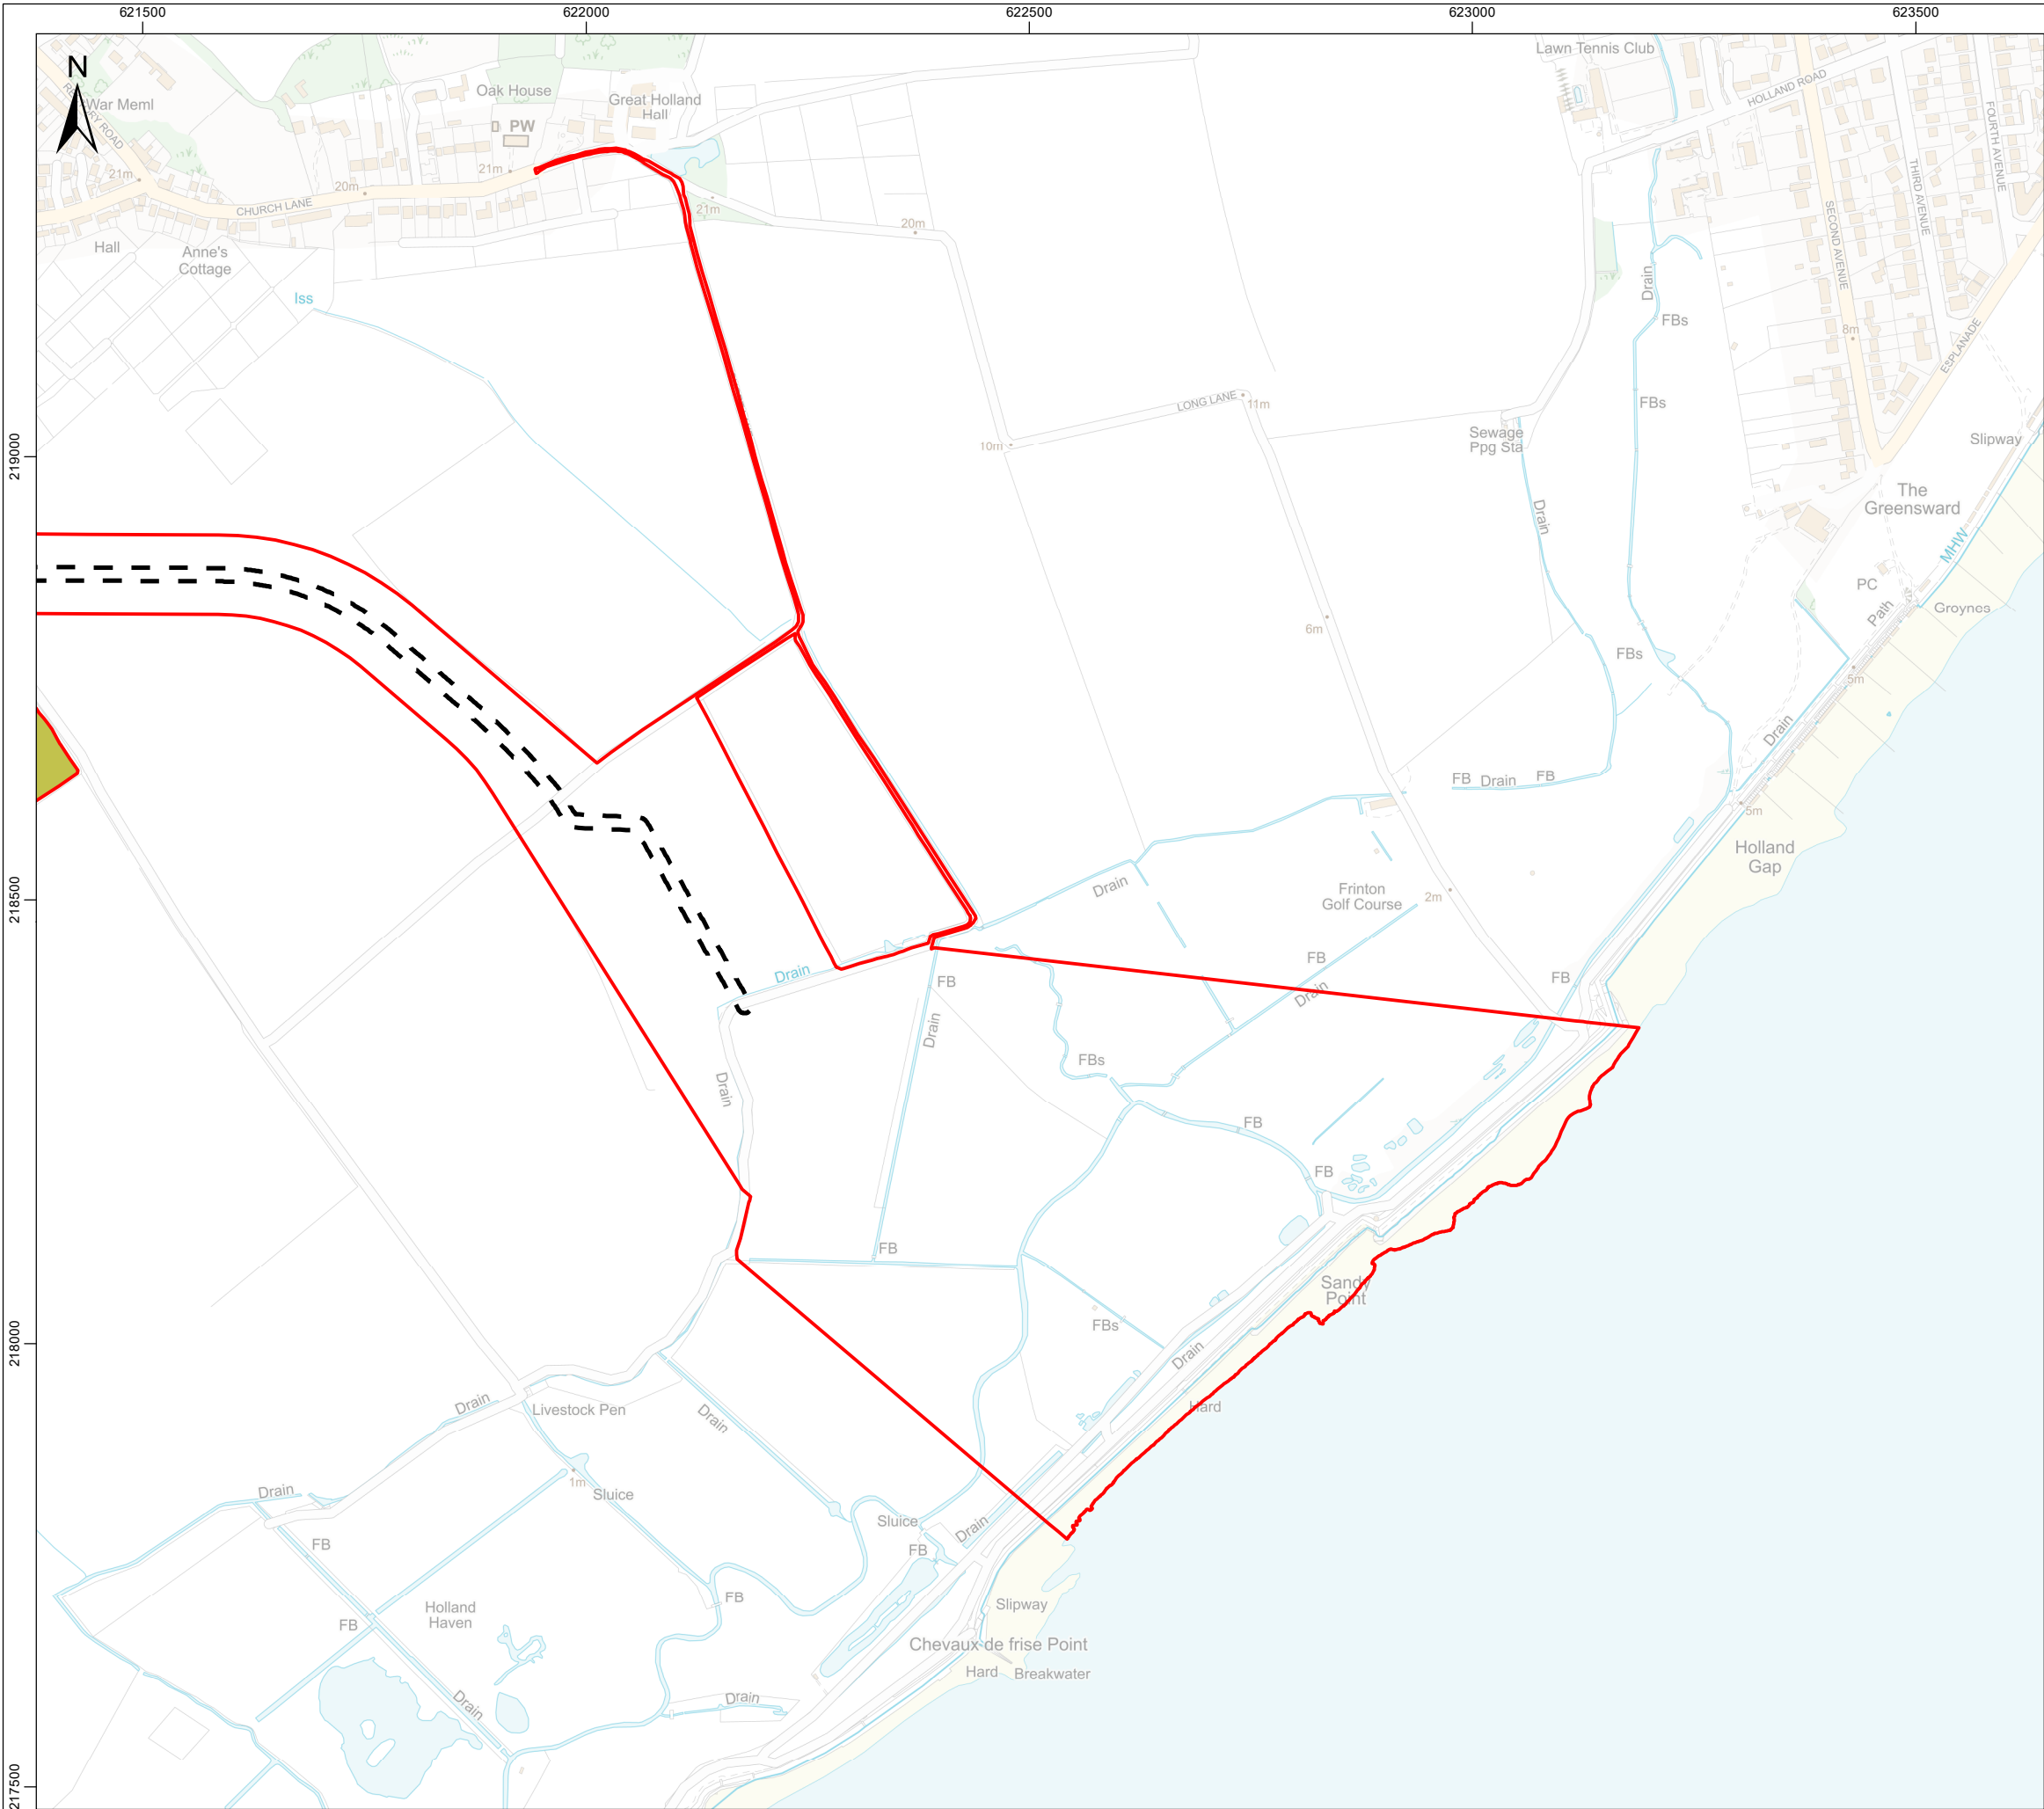 621500
622000
622500
623000
623500
N
War Meml
Oak House
Great Holland
Hall
PW
Lawn Tennis Club
HOLLAND ROAD
FOURTH AVENUE
THIRD AVENUE
SECOND AVENUE
21m
20m
21m
21m
20m
CHURCH LANE
Hall
Anne's
Cottage
Iss
Drain
FBs
8m
ESPLANADE
FBs
LONG LANE
11m
10m
Sewage
Ppg Sta
Slipway
219000
The
Greensward
Drain
MHW
PC
Groynes
Path
6m
FBs
5m
Drain
FB
Drain
FB
5m
Holland
Gap
218500
Drain
Frinton
Golf Course
2m
FB
FB
Drain
FB
Drain
Drain
FBs
Drain
FB
FB
FB
Sandy
Point
218000
FBs
Drain
Hard
Livestock Pen
Drain
Drain
1m
Sluice
Drain
Sluice
Drain
FB
FB
FB
Holland
Haven
FB
Slipway
Chevaux de frise Point
Hard
Breakwater
Drain
Drain
217500